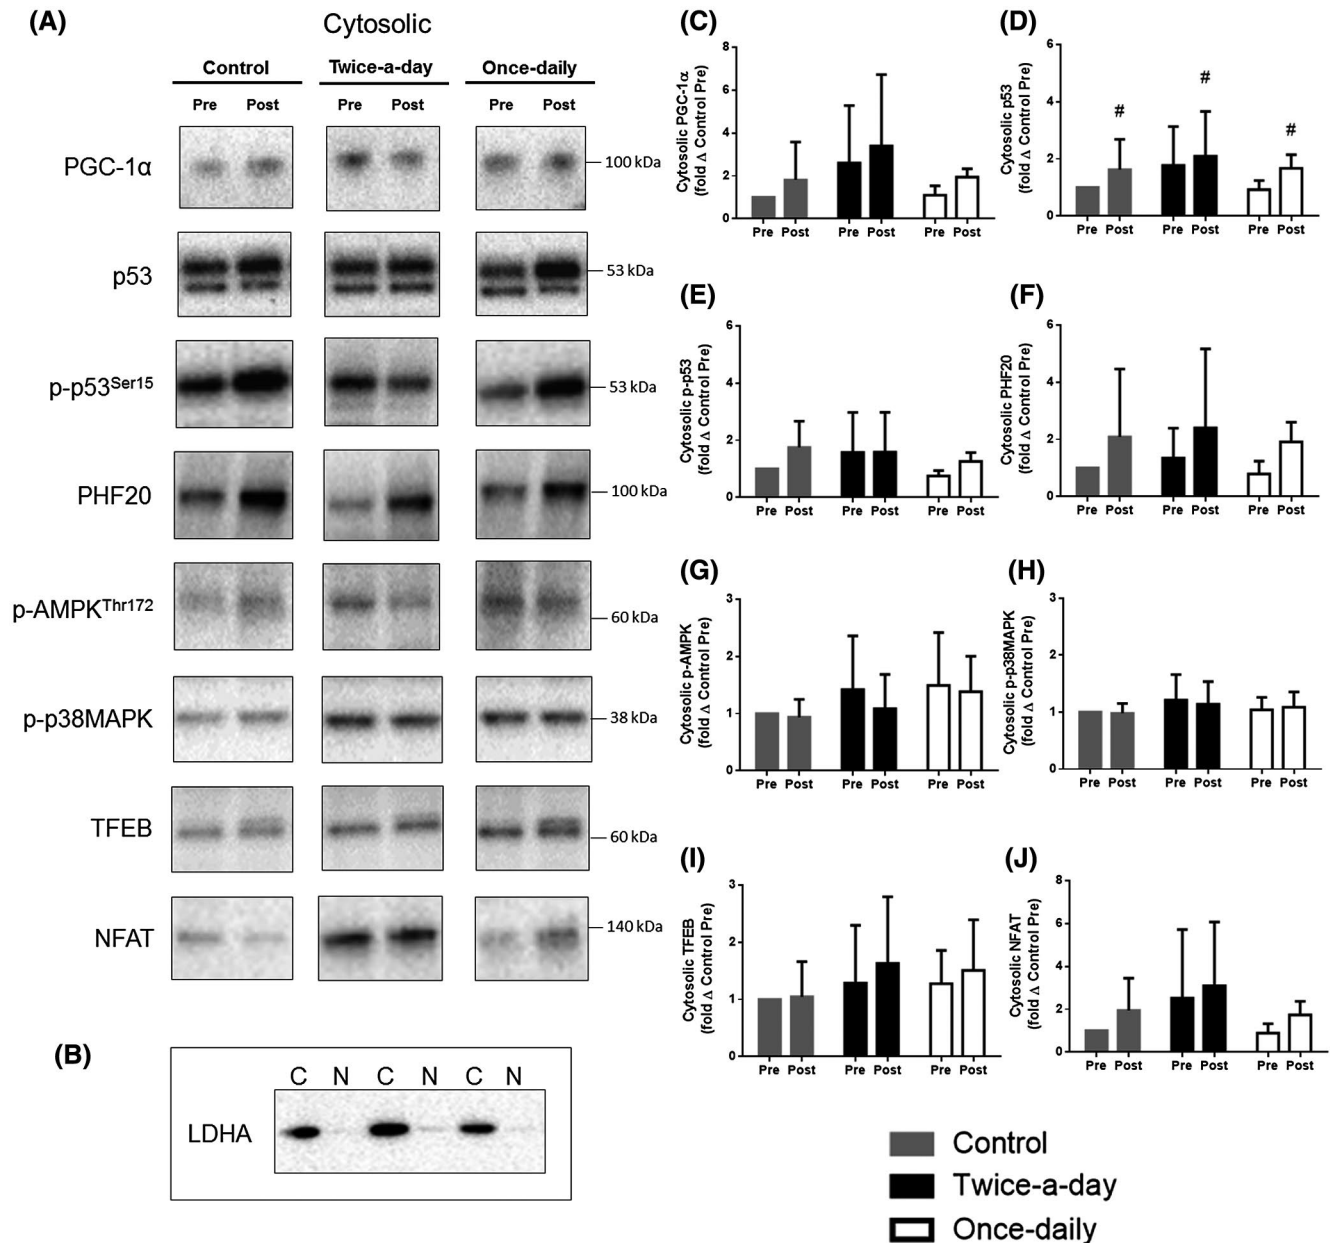 (A)
Cytosolic
Control Twice-a-day Once-daily
Pre Post Pre Post Pre Post
PGC-1α
100 kDa
p53
53 kDa
p-p53Ser15
53 kDa
PHF20
100 kDa
p-AMPKThr172
60 kDa
p-p38MAPK
38 kDa
TFEB
60 kDa
NFAT
140 kDa
(B)
C N C N C N
LDHA
(C)
Cytosolic PGC-1α
(fold Δ Control Pre)
8
6
4
2
0
Pre Post Pre Post Pre Post
(D)
Cytosolic p53
(fold Δ Control Pre)
6
4
2
0
# # #
Pre Post Pre Post Pre Post
(E)
Cytosolic p-p53
(fold Δ Control Pre)
6
4
2
0
Pre Post Pre Post Pre Post
(F)
Cytosolic PHF20
(fold Δ Control Pre)
6
4
2
0
Pre Post Pre Post Pre Post
(G)
Cytosolic p-AMPK
(fold Δ Control Pre)
3
2
1
0
Pre Post Pre Post Pre Post
(H)
Cytosolic p-p38MAPK
(fold Δ Control Pre)
3
2
1
0
Pre Post Pre Post Pre Post
(I)
Cytosolic TFEB
(fold Δ Control Pre)
3
2
1
0
Pre Post Pre Post Pre Post
(J)
Cytosolic NFAT
(fold Δ Control Pre)
8
6
4
2
0
Pre Post Pre Post Pre Post
Control
Twice-a-day
Once-daily